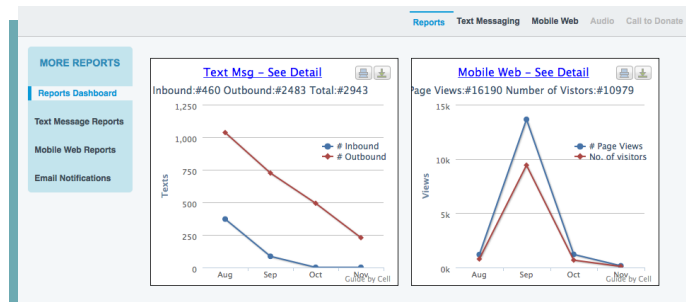 Reports Text Messaging Mobile Web Audio Call to Donate
MORE REPORTS
Reports Dashboard
Text Message Reports
Mobile Web Reports
Email Notifications
Text Msg – See Detail
Inbound:#460 Outbound:#2483 Total:#2943
1,250
1,000
750
500
250
0
Texts
# Inbound
# Outbound
Aug Sep Oct Nov
Guide by Cell
Mobile Web – See Detail
Page Views:#16190 Number of Vistors:#10979
15k
10k
5k
0k
Views
# Page Views
No. of visitors
Aug Sep Oct Nov
Guide by Cell